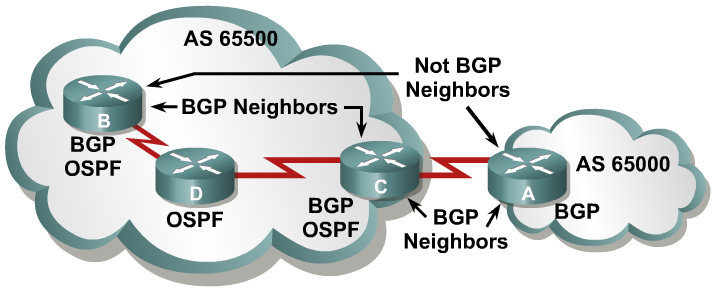 AS 65500
Not BGP
Neighbors
BGP Neighbors
B
BGP
OSPF
D
OSPF
C
BGP
OSPF
BGP
Neighbors
A
BGP
AS 65000